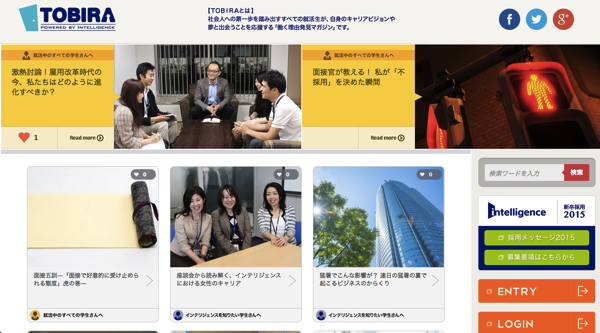 TOBIRA
POWERED BY INTELLIGENCE
【TOBIRAとは】
社会人への第一歩を踏み出すすべての就活生が、自身のキャリアビジョンや
夢と出会うことを応援する「働く理由発見マガジン」です。
就活中のすべての学生さんへ
激熱討論！雇用改革時代の
今、私たちはどのように進
化すべきか？
1
Read more
就活中のすべての学生さんへ
面接官が教える！ 私が「不
採用」を決めた瞬間
Read more
0
面接五訓―「面接で好意的に受け止めら
れる態度」虎の巻―
就活中のすべての学生さんへ
0
座談会から読み解く、インテリジェンス
における女性のキャリア
インテリジェンスを知りたい学生さんへ
0
猛暑でこんな影響が？ 連日の猛暑の裏で
起こるビジネスのからくり
インテリジェンスを知りたい学生さんへ
検索ワードを入力
検索
Intelligence
新卒採用
2015
採用メッセージ2015
募集要項はこちらから
ENTRY
LOGIN